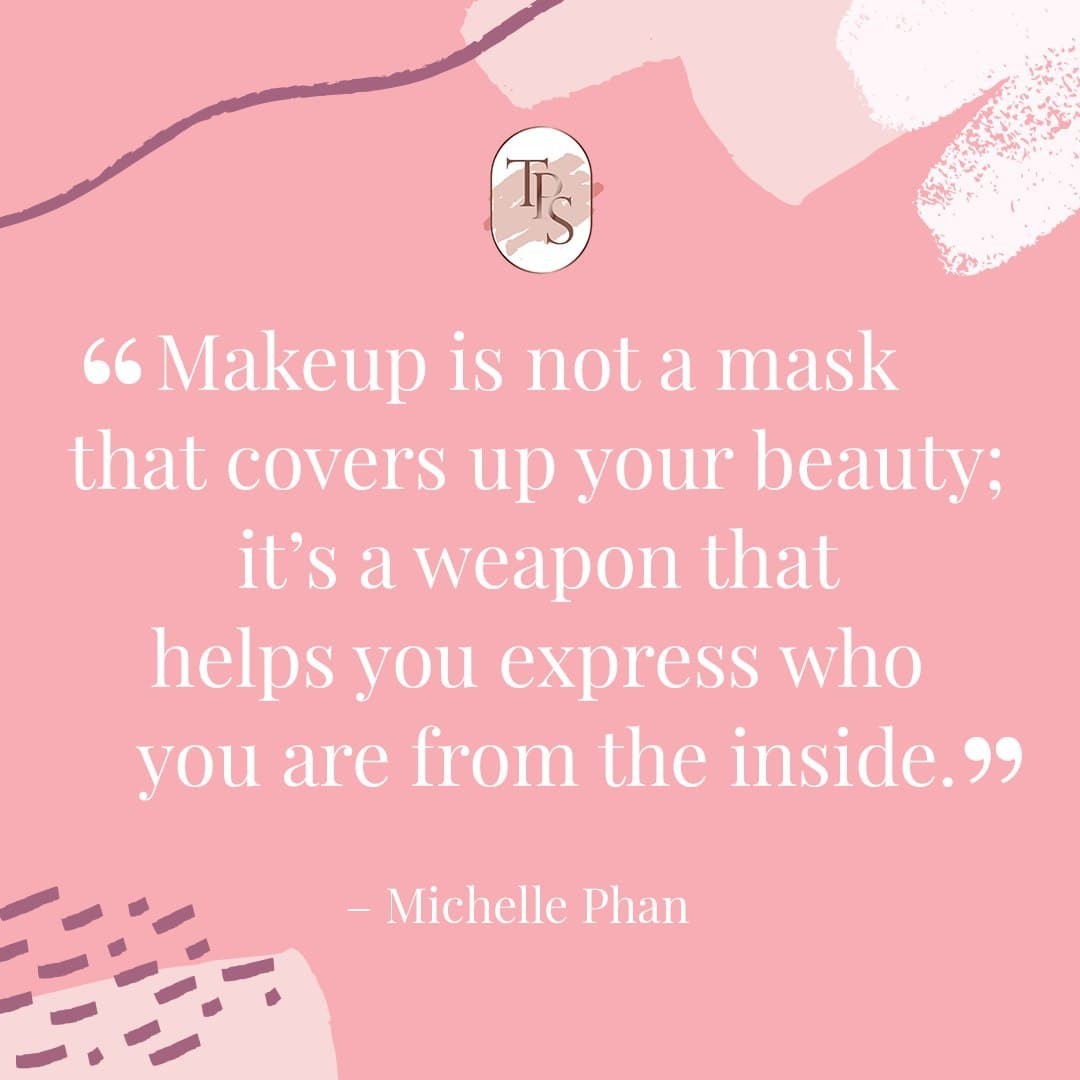 TPS
“Makeup is not a mask
that covers up your beauty;
it’s a weapon that
helps you express who
you are from the inside.”
– Michelle Phan